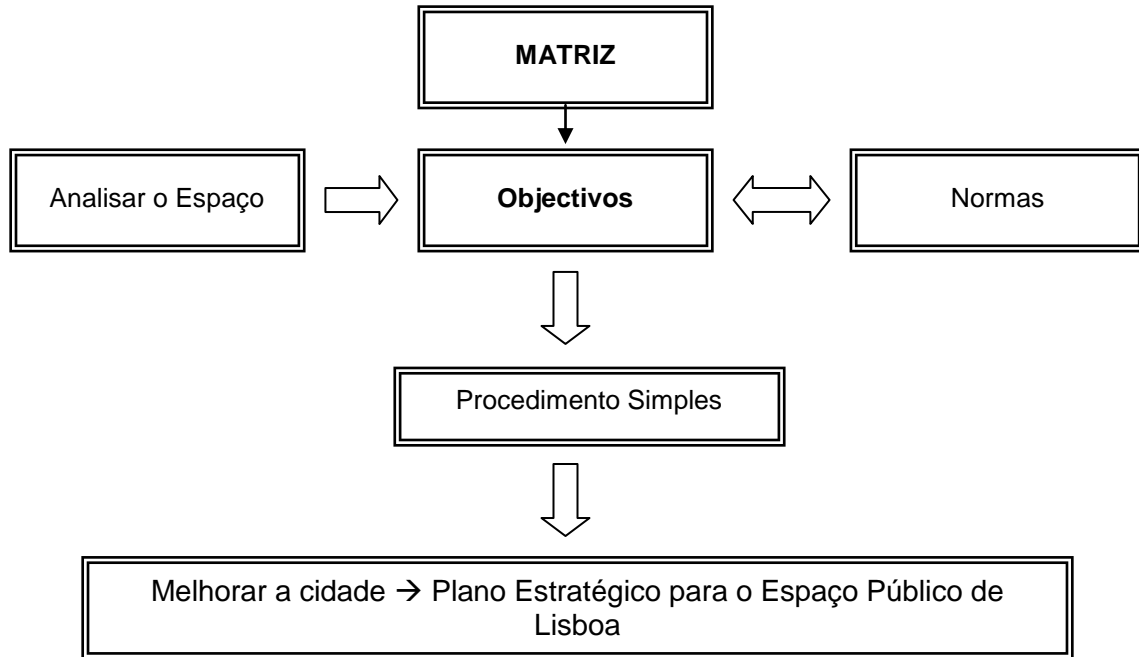 MATRIZ
Analisar o Espaço
Objectivos
Normas
Procedimento Simples
Melhorar a cidade → Plano Estratégico para o Espaço Público de
Lisboa